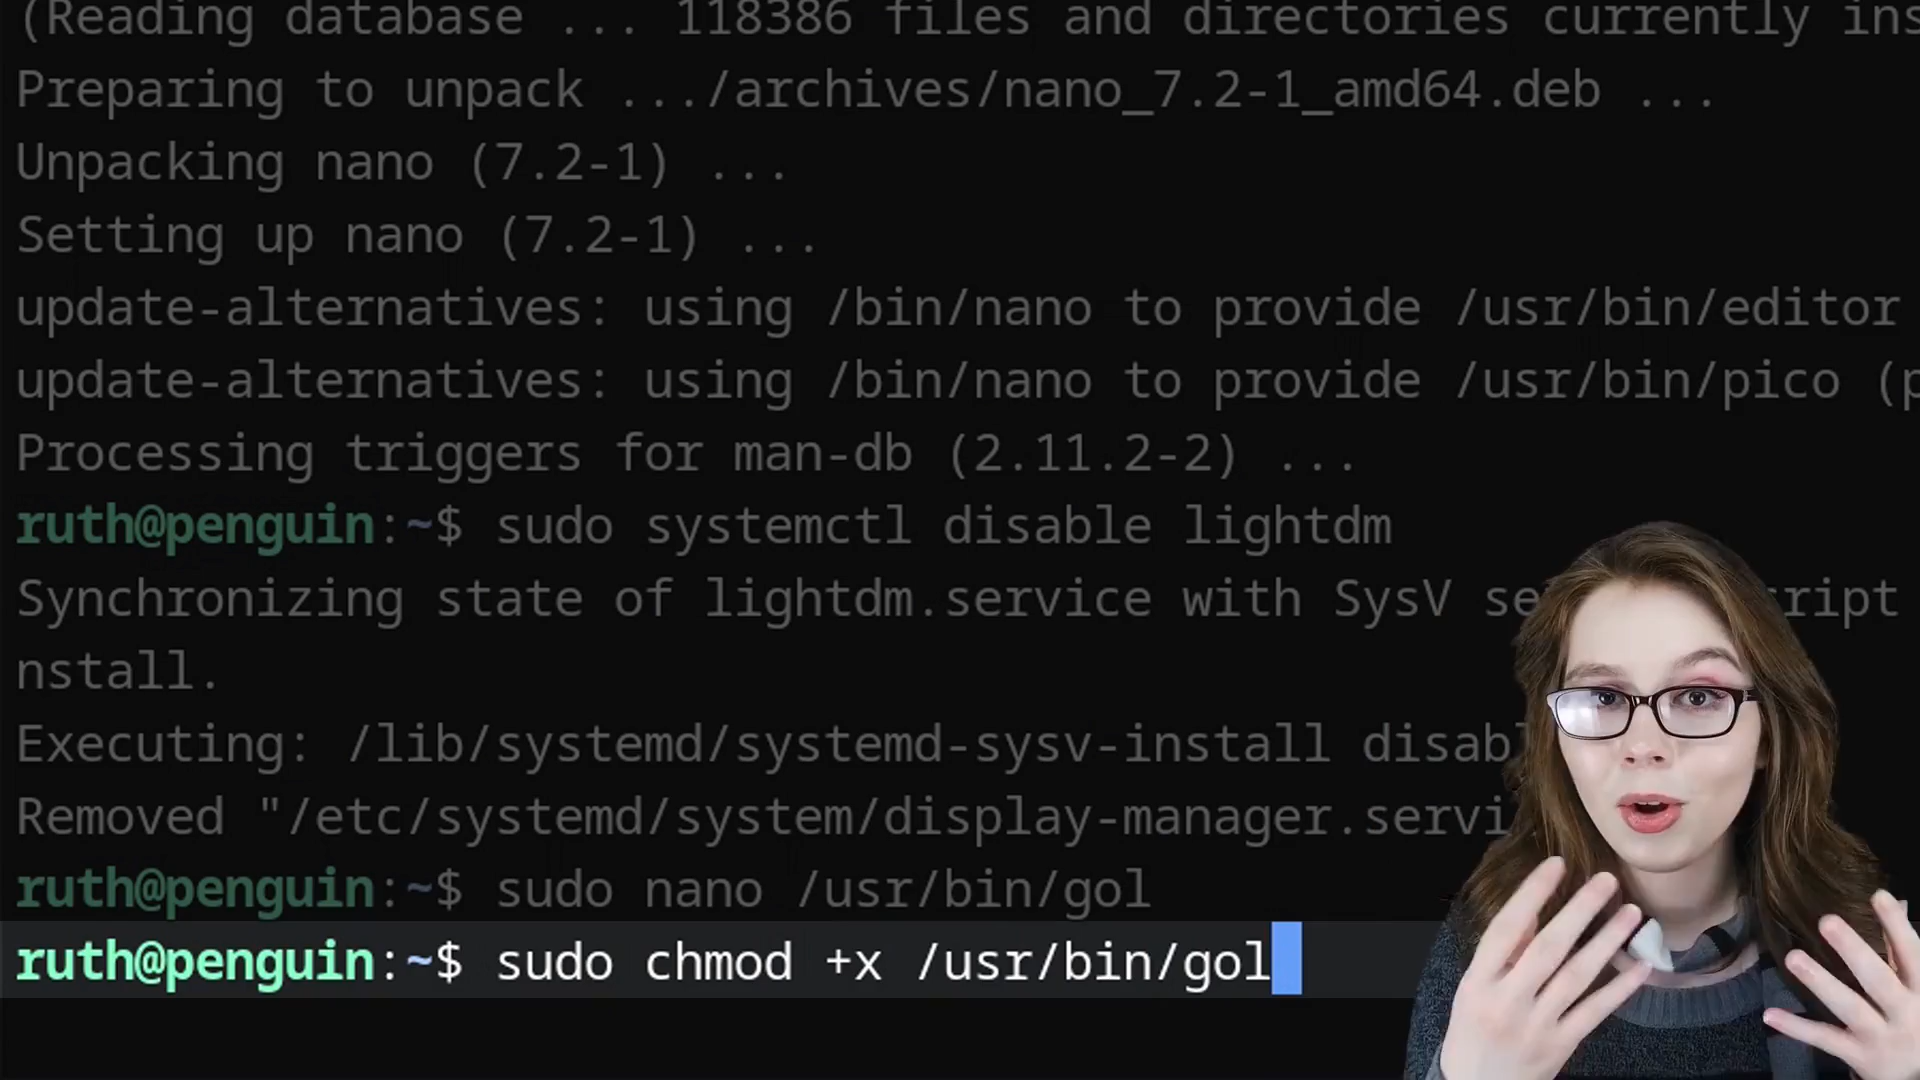 (Reading database ... 118386 files and directories currently ins
Preparing to unpack .../archives/nano_7.2-1_amd64.deb ...
Unpacking nano (7.2-1) ...
Setting up nano (7.2-1) ...
update-alternatives: using /bin/nano to provide /usr/bin/editor
update-alternatives: using /bin/nano to provide /usr/bin/pico (p
Processing triggers for man-db (2.11.2-2) ...
ruth@penguin:~$ sudo systemctl disable lightdm
Synchronizing state of lightdm.service with SysV se ript
nstall.
Executing: /lib/systemd/systemd-sysv-install disab
Removed "/etc/systemd/system/display-manager.servi
ruth@penguin:~$ sudo nano /usr/bin/gol
ruth@penguin:~$ sudo chmod +x /usr/bin/gol